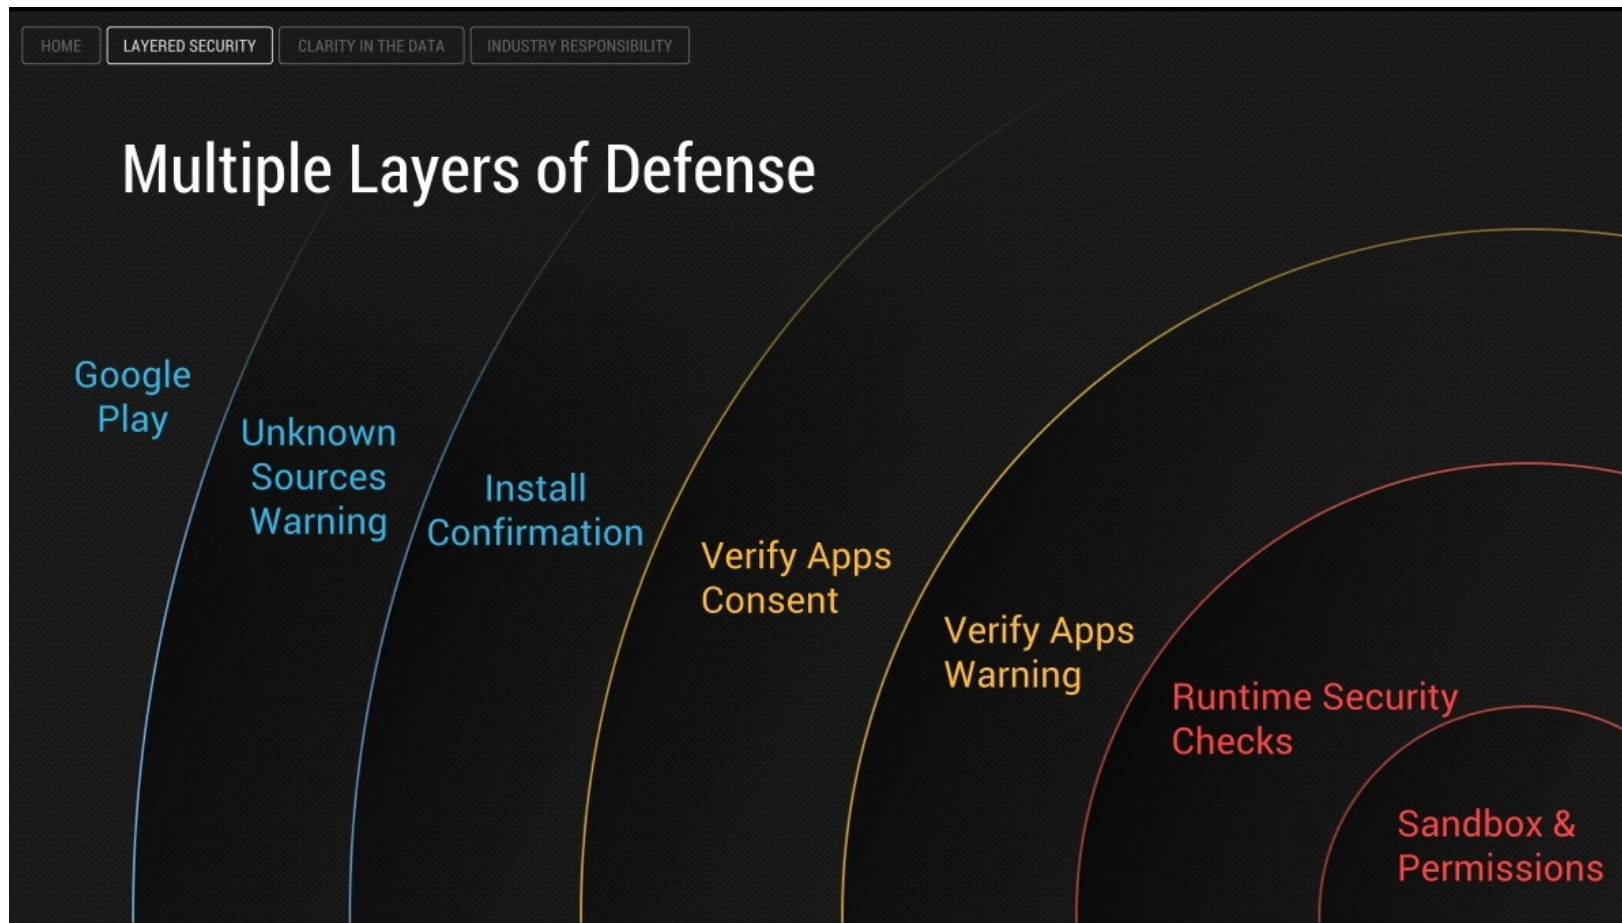 HOME
LAYERED SECURITY
CLARITY IN THE DATA
INDUSTRY RESPONSIBILITY
Multiple Layers of Defense
Google
Play
Unknown
Sources
Warning
Install
Confirmation
Verify Apps
Consent
Verify Apps
Warning
Runtime Security
Checks
Sandbox &
Permissions